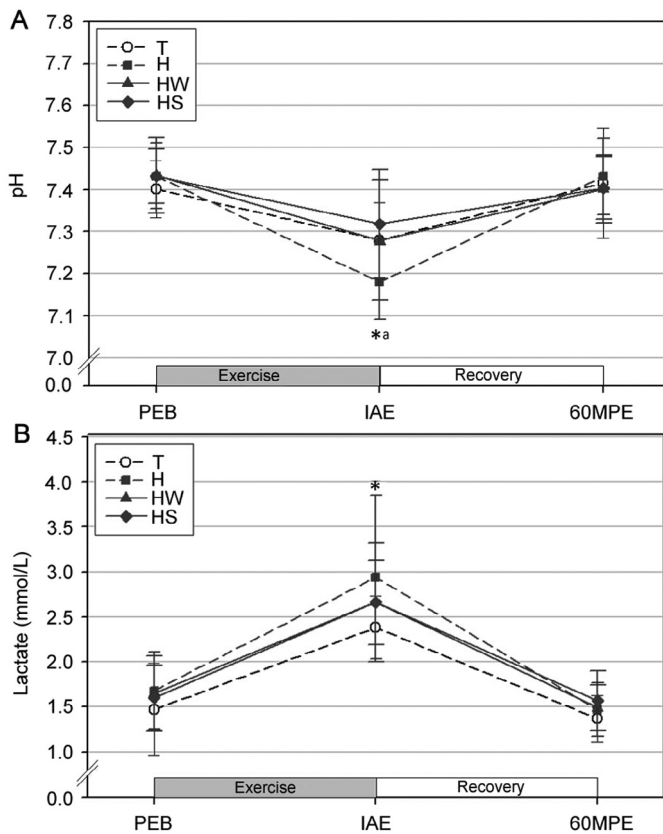 A
7.8
7.7
7.6
7.5
7.4
7.3
7.2
7.1
7.0
0.0
pH
T
H
HW
HS
*a
Exercise
Recovery
PEB
IAE
60MPE
B
4.5
4.0
3.5
3.0
2.5
2.0
1.5
1.0
0.0
Lactate (mmol/L)
T
H
HW
HS
*
Exercise
Recovery
PEB
IAE
60MPE